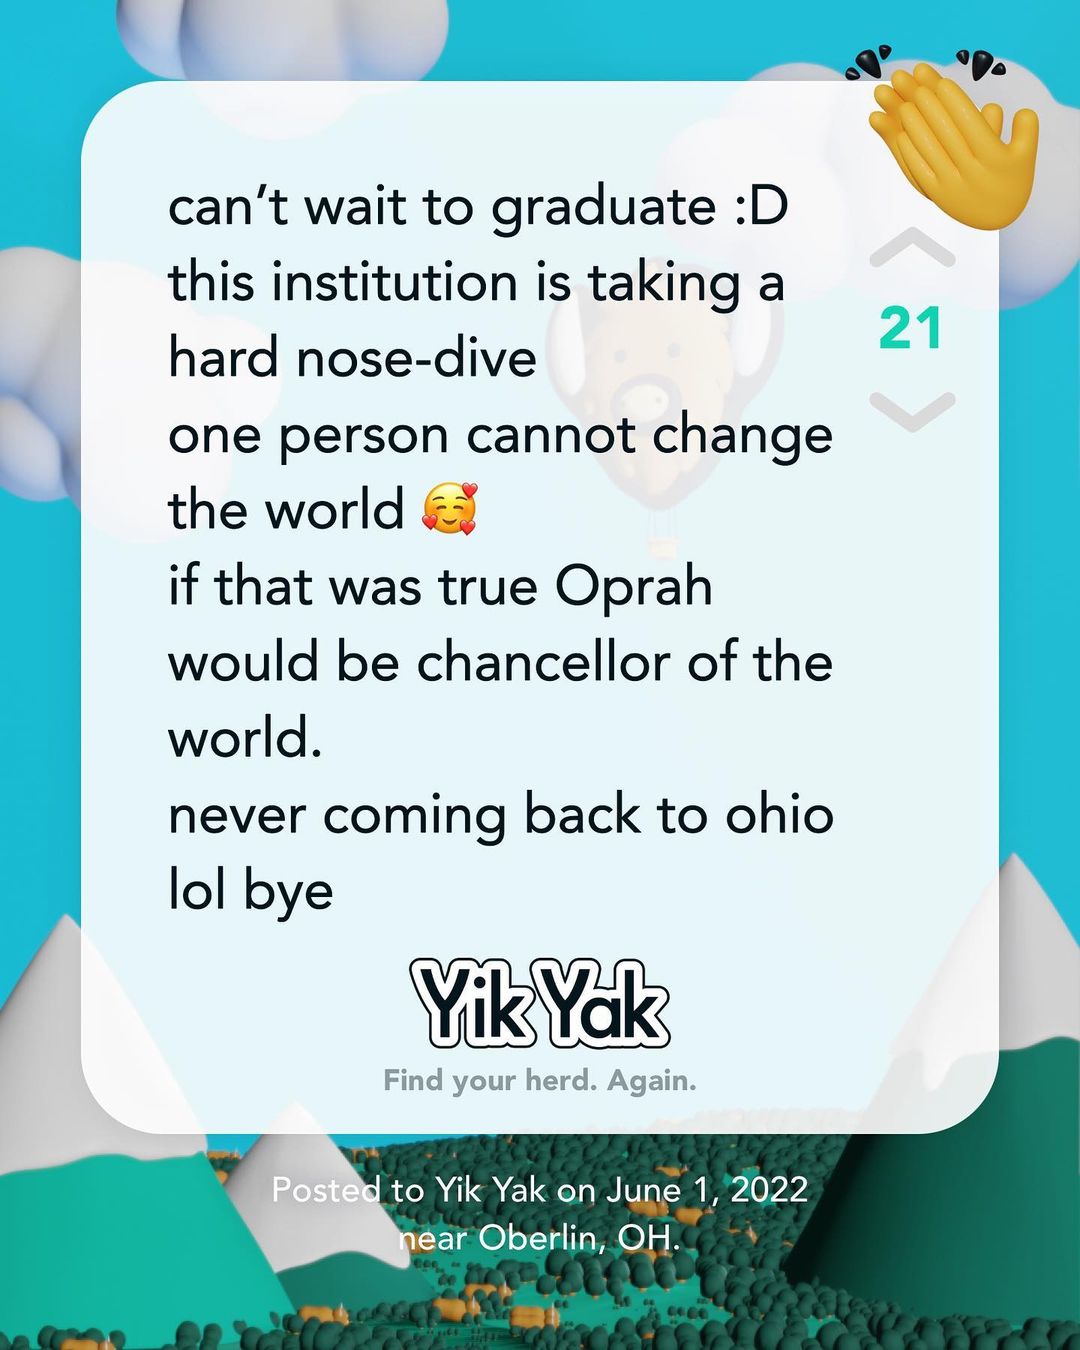 can’t wait to graduate :D
this institution is taking a
hard nose-dive
one person cannot change
the world 🥰
if that was true Oprah
would be chancellor of the
world.
never coming back to ohio
lol bye
21
Yik Yak
Find your herd. Again.
Posted to Yik Yak on June 1, 2022
near Oberlin, OH.